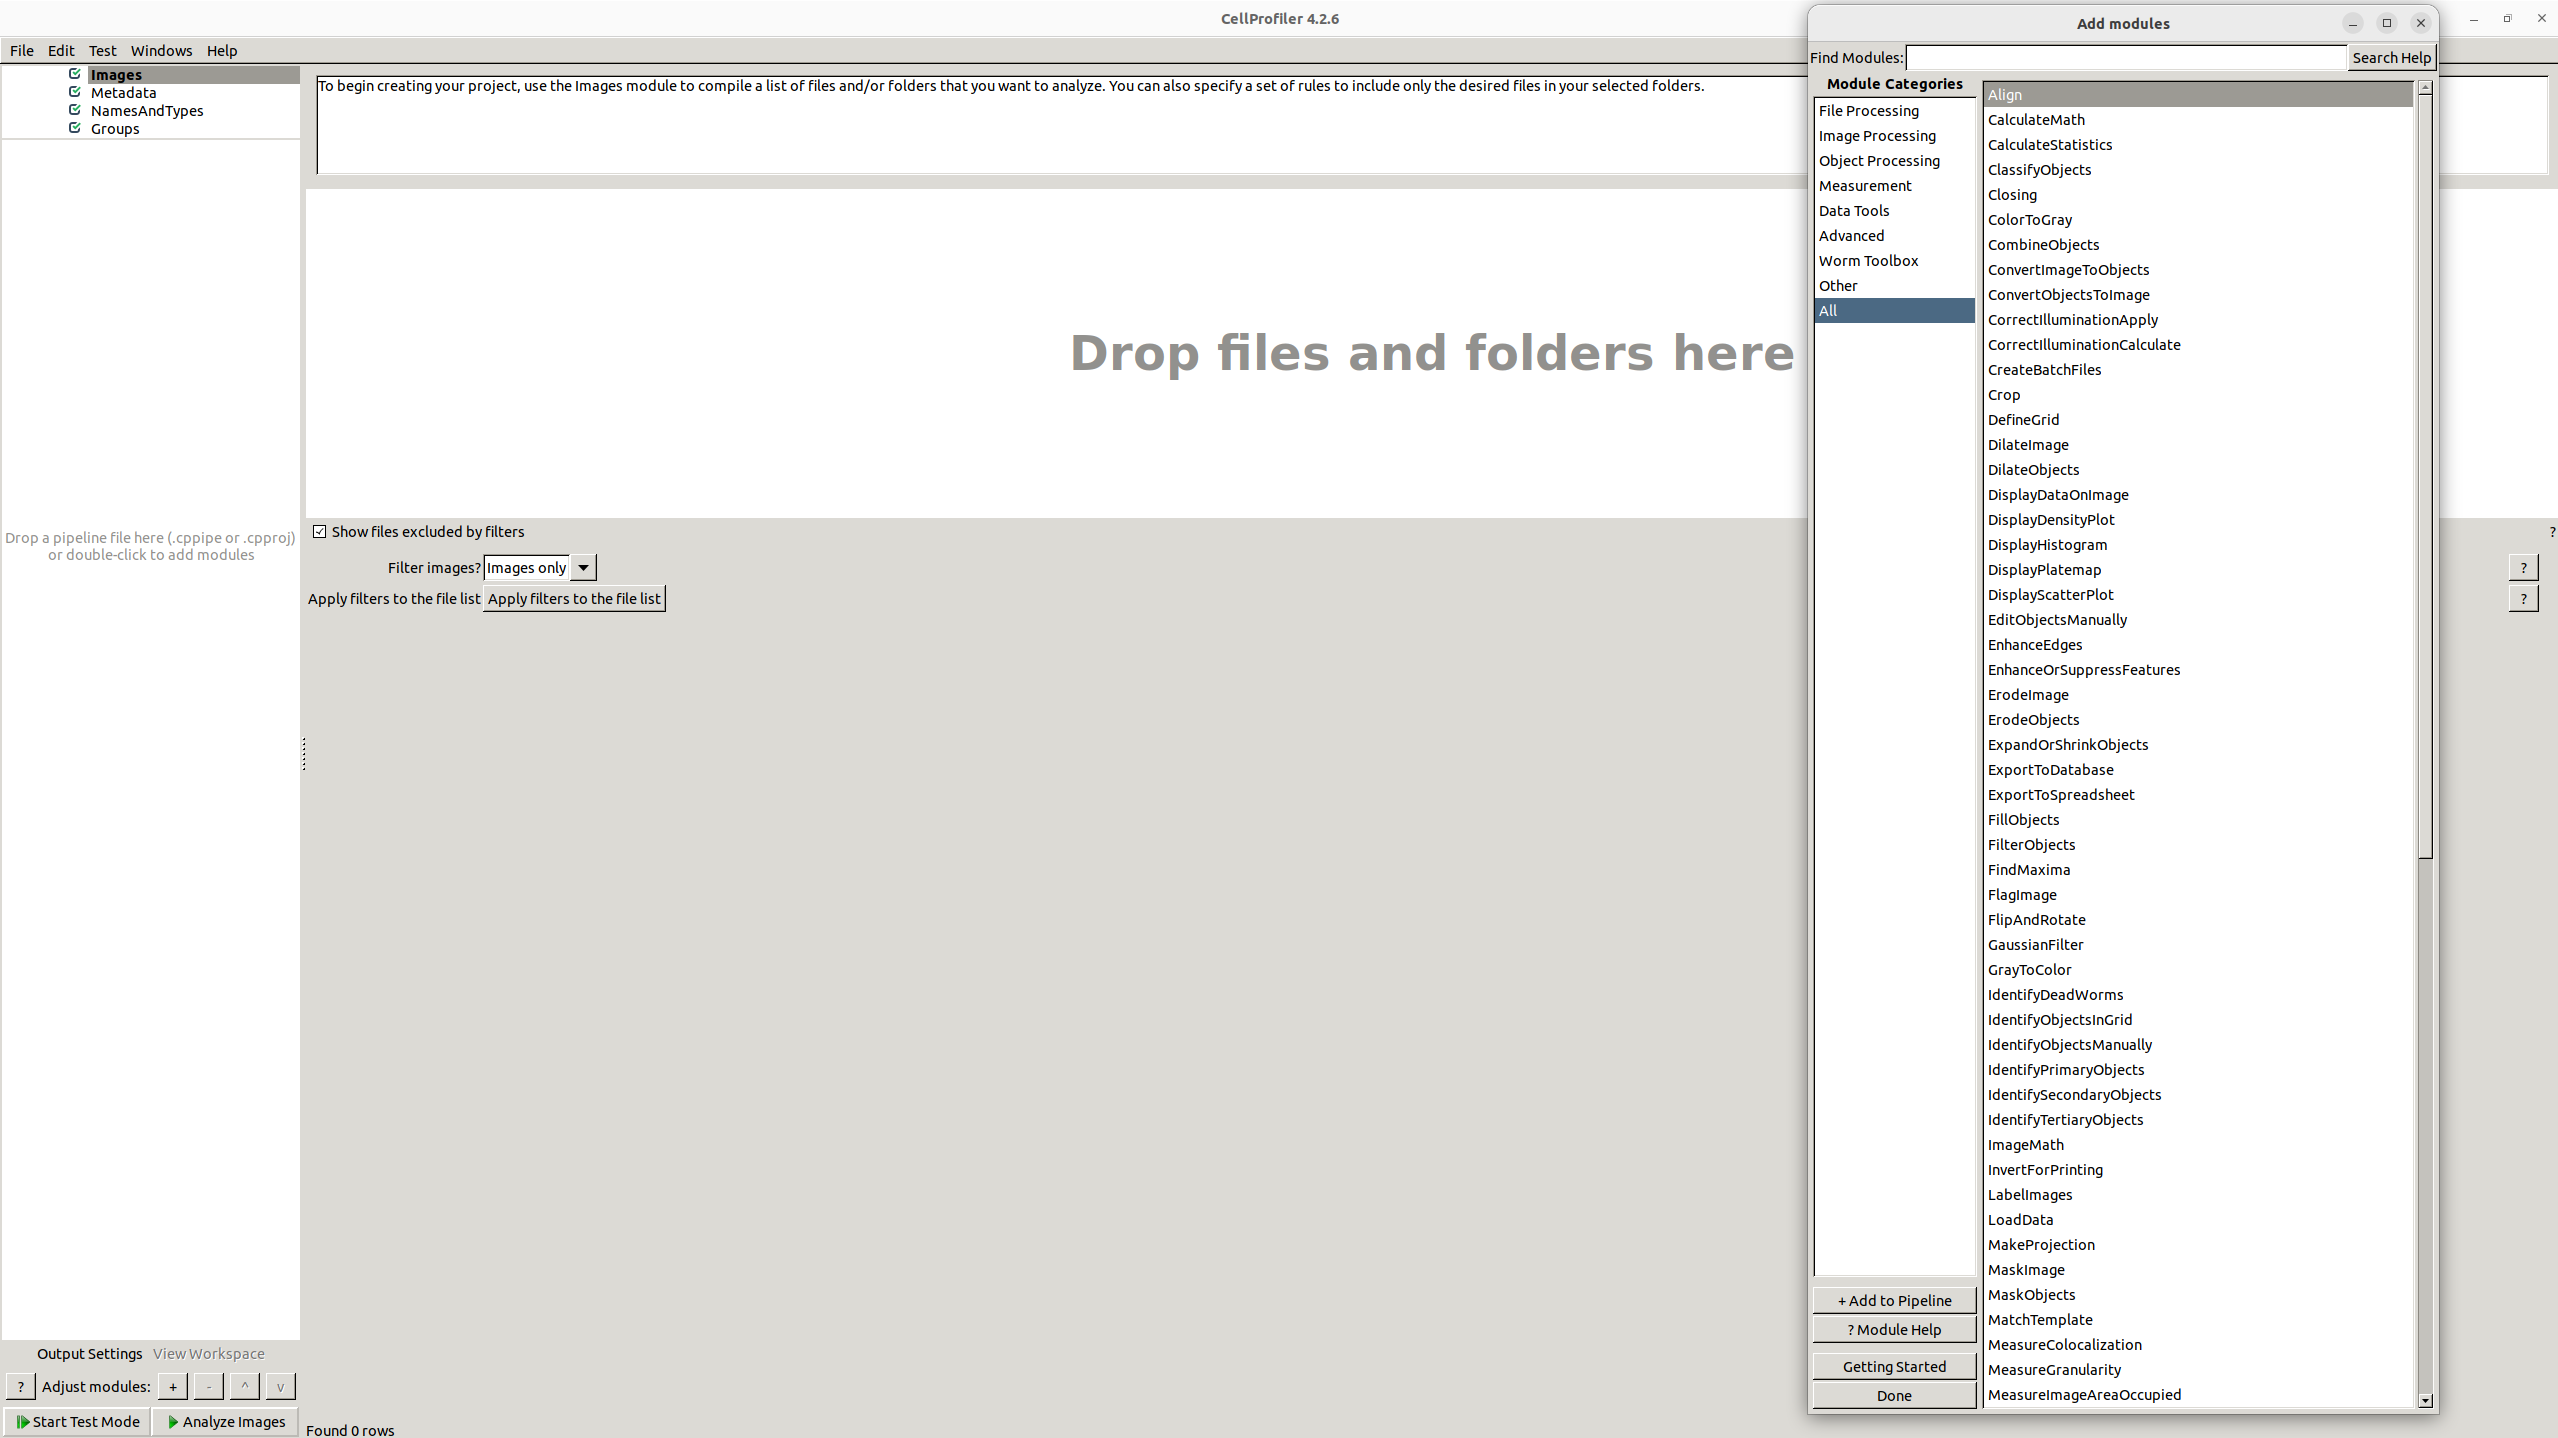 CellProfiler 4.2.6
File Edit Test Windows Help
Images
Metadata
NamesAndTypes
Groups
Drop a pipeline file here (.cppipe or .cpproj)
or double-click to add modules
Output Settings View Workspace
? Adjust modules: + - ^ v
Start Test Mode Analyze Images
To begin creating your project, use the Images module to compile a list of files and/or folders that you want to analyze. You can also specify a set of rules to include only the desired files in your selected folders.
Drop files and folders here
Show files excluded by filters ?
Filter images? Images only ?
Apply filters to the file list Apply filters to the file list ?
Found 0 rows
Add modules
Find Modules: Search Help
Module Categories
File Processing
Image Processing
Object Processing
Measurement
Data Tools
Advanced
Worm Toolbox
Other
All
+ Add to Pipeline
? Module Help
Getting Started
Done
Align
CalculateMath
CalculateStatistics
ClassifyObjects
Closing
ColorToGray
CombineObjects
ConvertImageToObjects
ConvertObjectsToImage
CorrectIlluminationApply
CorrectIlluminationCalculate
CreateBatchFiles
Crop
DefineGrid
DilateImage
DilateObjects
DisplayDataOnImage
DisplayDensityPlot
DisplayHistogram
DisplayPlatemap
DisplayScatterPlot
EditObjectsManually
EnhanceEdges
EnhanceOrSuppressFeatures
ErodeImage
ErodeObjects
ExpandOrShrinkObjects
ExportToDatabase
ExportToSpreadsheet
FillObjects
FilterObjects
FindMaxima
FlagImage
FlipAndRotate
GaussianFilter
GrayToColor
IdentifyDeadWorms
IdentifyObjectsInGrid
IdentifyObjectsManually
IdentifyPrimaryObjects
IdentifySecondaryObjects
IdentifyTertiaryObjects
ImageMath
InvertForPrinting
LabelImages
LoadData
MakeProjection
MaskImage
MaskObjects
MatchTemplate
MeasureColocalization
MeasureGranularity
MeasureImageAreaOccupied